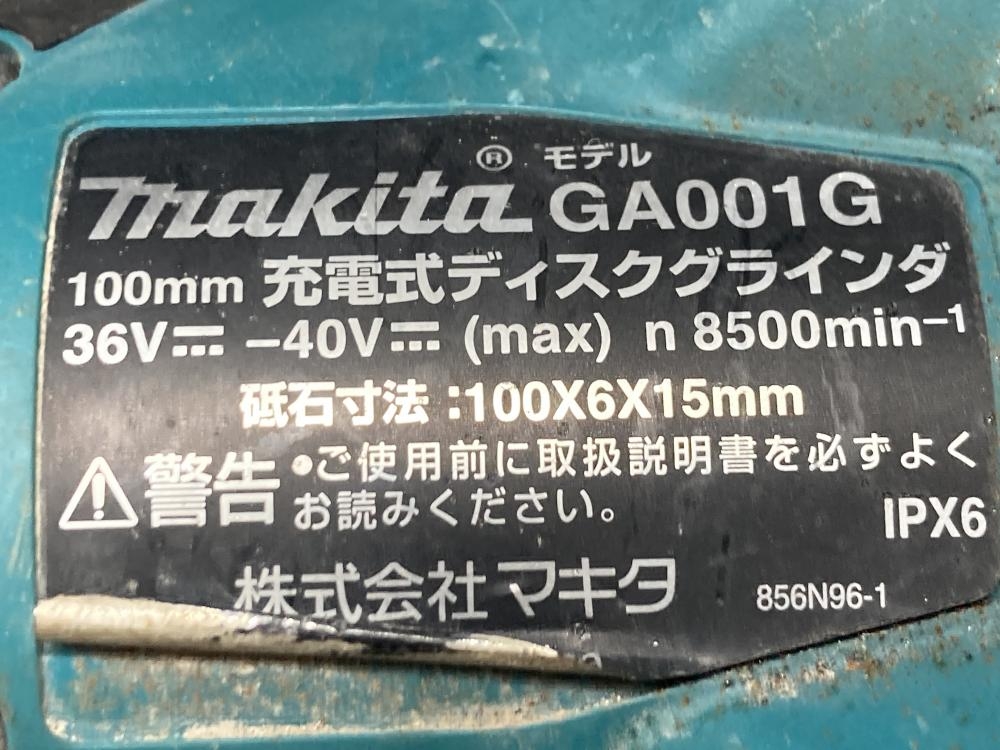 ® モデル
makita GA001G
100mm 充電式ディスクグラインダ
36V⎓ -40V⎓ (max) n 8500min-1
砥石寸法:100X6X15mm
⚠警告 •ご使用前に取扱説明書を必ずよく
お読みください。
IPX6
株式会社マキタ 856N96-1